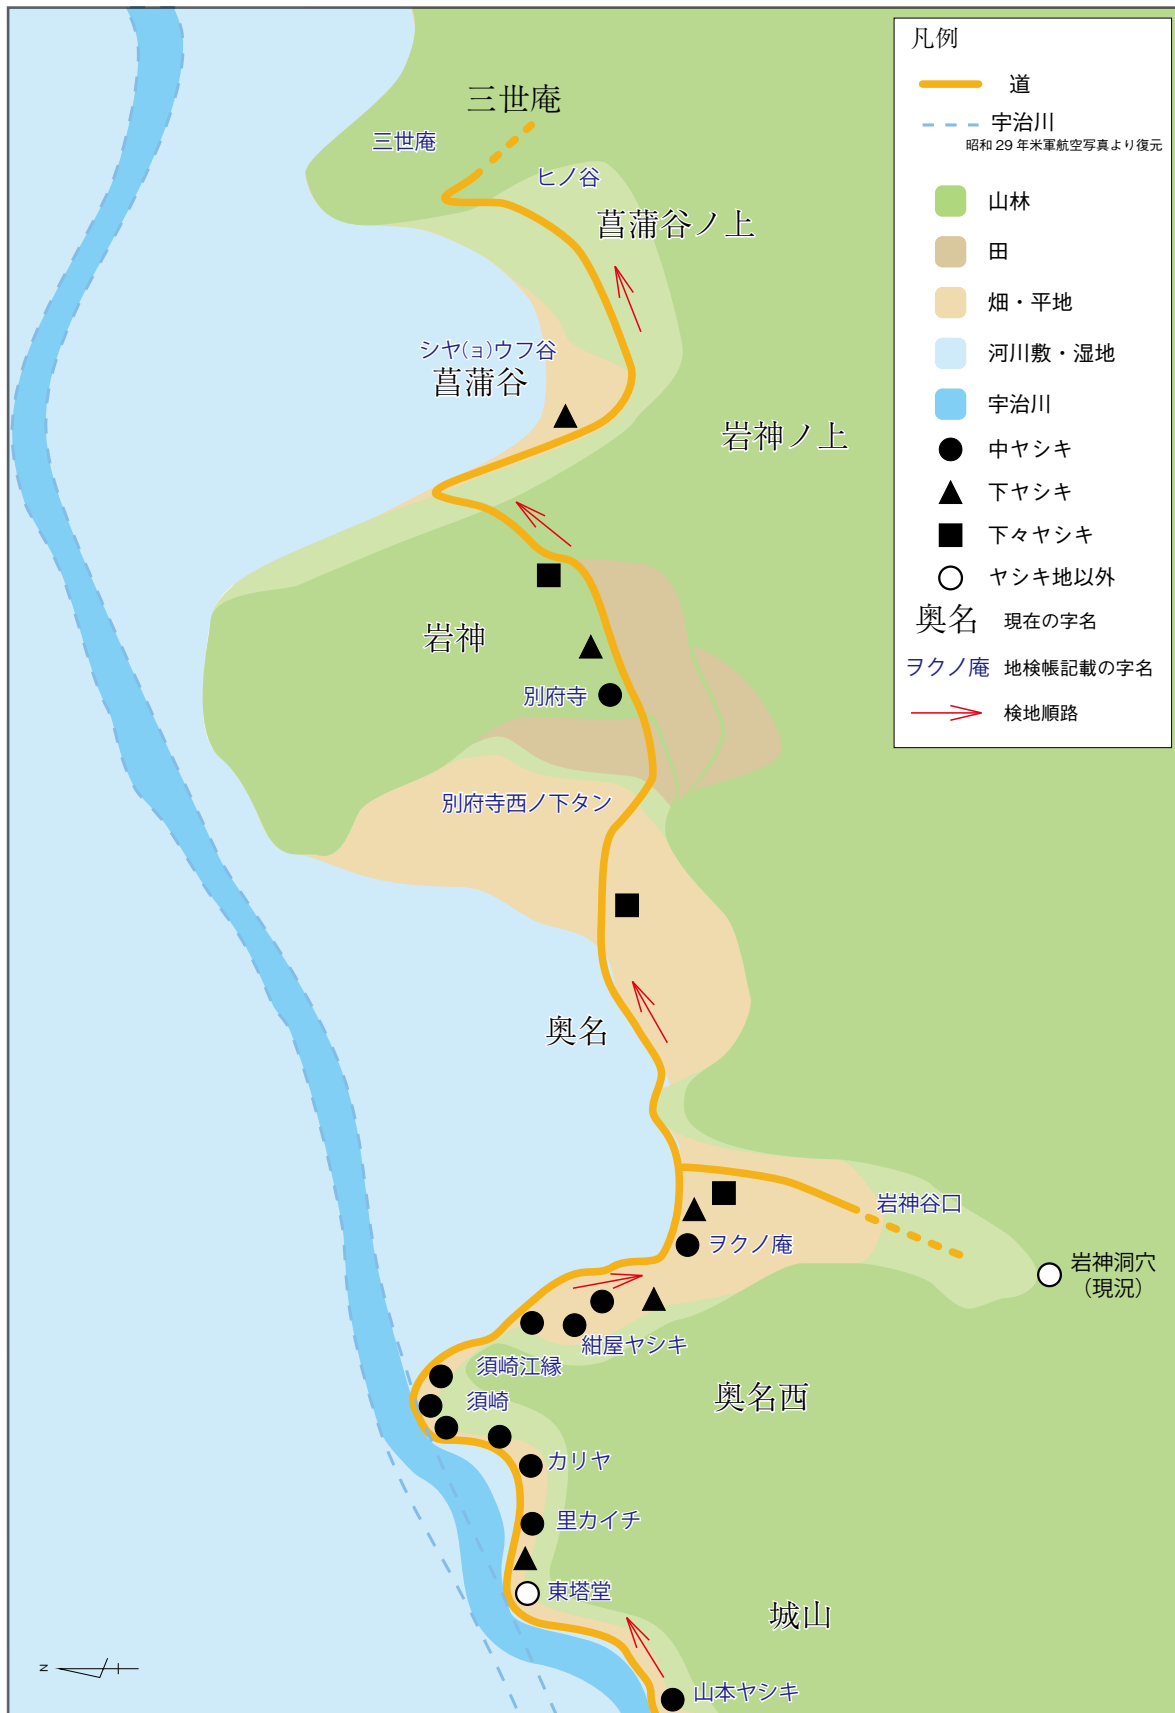 凡例
道
宇治川
昭和 29 年米軍航空写真より復元
山林
田
畑・平地
河川敷・湿地
宇治川
中ヤシキ
下ヤシキ
下々ヤシキ
ヤシキ地以外
奥名 現在の字名
ヲクノ庵 地検帳記載の字名
検地順路
三世庵
三世庵
ヒノ谷
菖蒲谷ノ上
シヤ(ョ)ウフ谷
菖蒲谷
岩神ノ上
岩神
別府寺
別府寺西ノ下タン
奥名
岩神谷口
ヲクノ庵
岩神洞穴
（現況）
紺屋ヤシキ
須崎江縁
奥名西
須崎
カリヤ
里カイチ
東塔堂
城山
N
山本ヤシキ